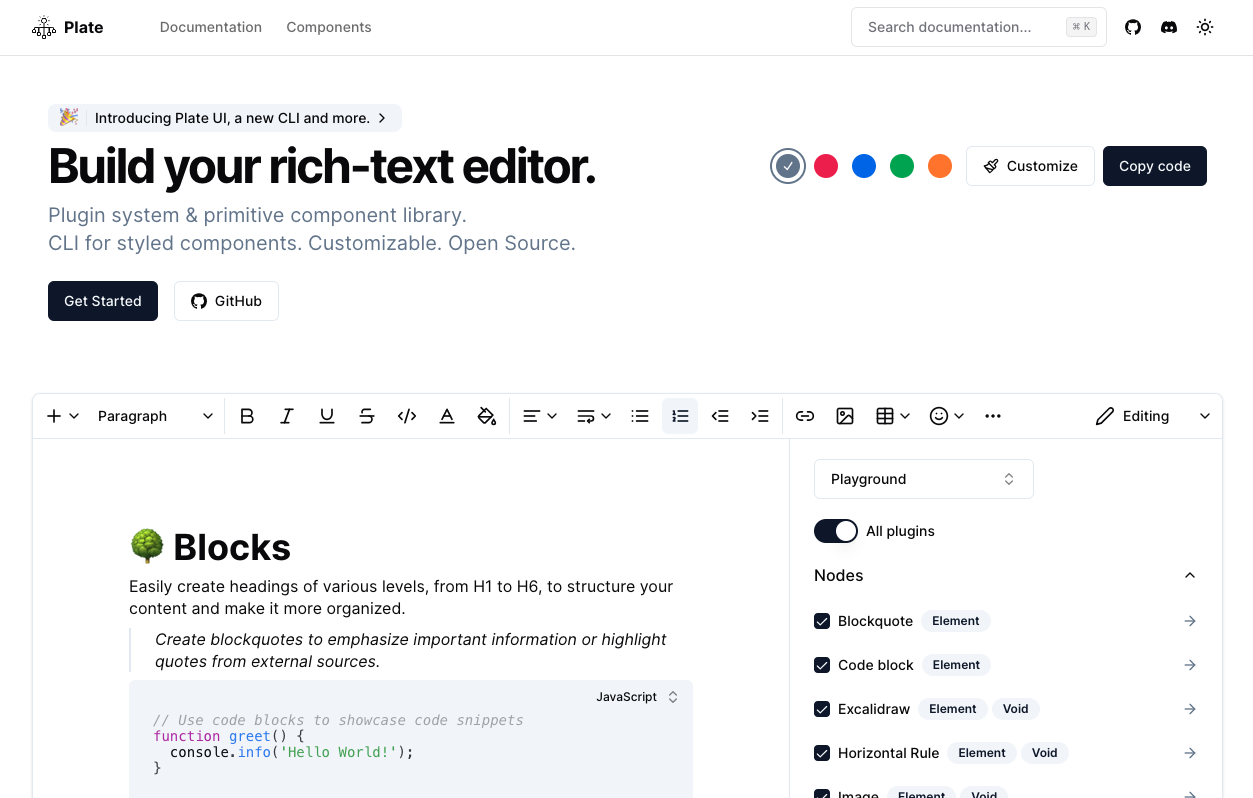 Plate
Documentation
Components
Search documentation...
⌘ K
Introducing Plate UI, a new CLI and more.
Build your rich-text editor.
Customize
Copy code
Plugin system & primitive component library.
CLI for styled components. Customizable. Open Source.
Get Started
GitHub
Paragraph
Editing
Blocks
Easily create headings of various levels, from H1 to H6, to structure your
content and make it more organized.
Create blockquotes to emphasize important information or highlight
quotes from external sources.
JavaScript
// Use code blocks to showcase code snippets
function greet() {
  console.info('Hello World!');
}
Playground
All plugins
Nodes
Blockquote Element
Code block Element
Excalidraw Element Void
Horizontal Rule Element Void
Image Element Void